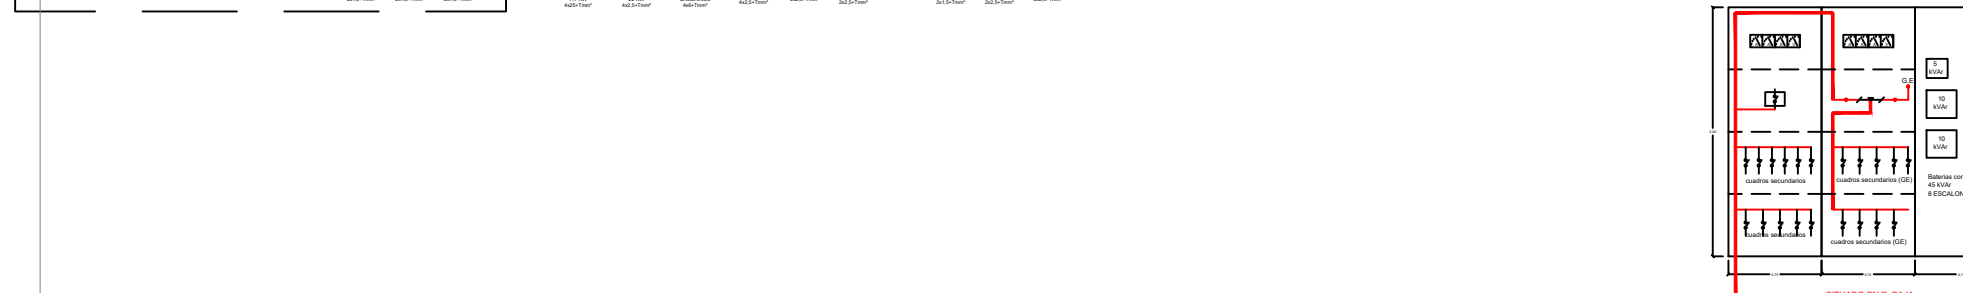 4x25+Tmm²
4x2,5+Tmm²
4x6+Tmm²
4x2,5+Tmm²
2x2,5+Tmm²
2x1,5+Tmm²
2x2,5+Tmm²
5
kVAr
G.E
10
kVAr
10
kVAr
cuadros secundarios
cuadros secundarios (GE)
Baterias con
45 kVAr
8 ESCALON
cuadros secundarios
cuadros secundarios (GE)